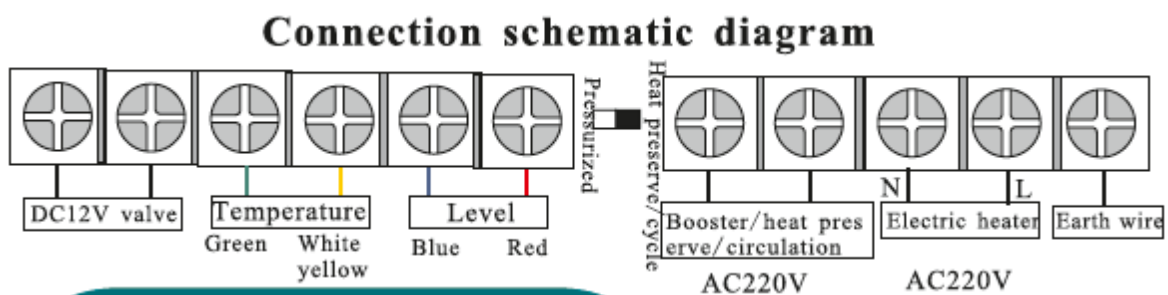 Connection schematic diagram
Pressurized
Heat preserve/cycle
DC12V valve
Temperature
Green
White
yellow
Level
Blue
Red
Booster/heat pres
erve/circulation
AC220V
N
L
Electric heater
AC220V
Earth wire